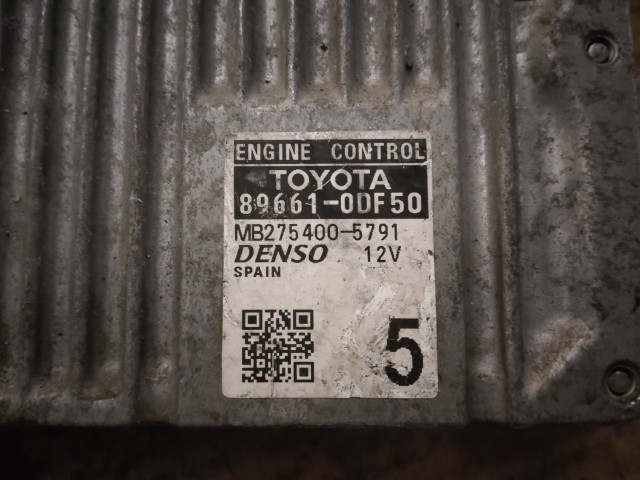 ENGINE CONTROL
TOYOTA
89661-0DF50
MB275400-5791
DENSO 12V
SPAIN
5